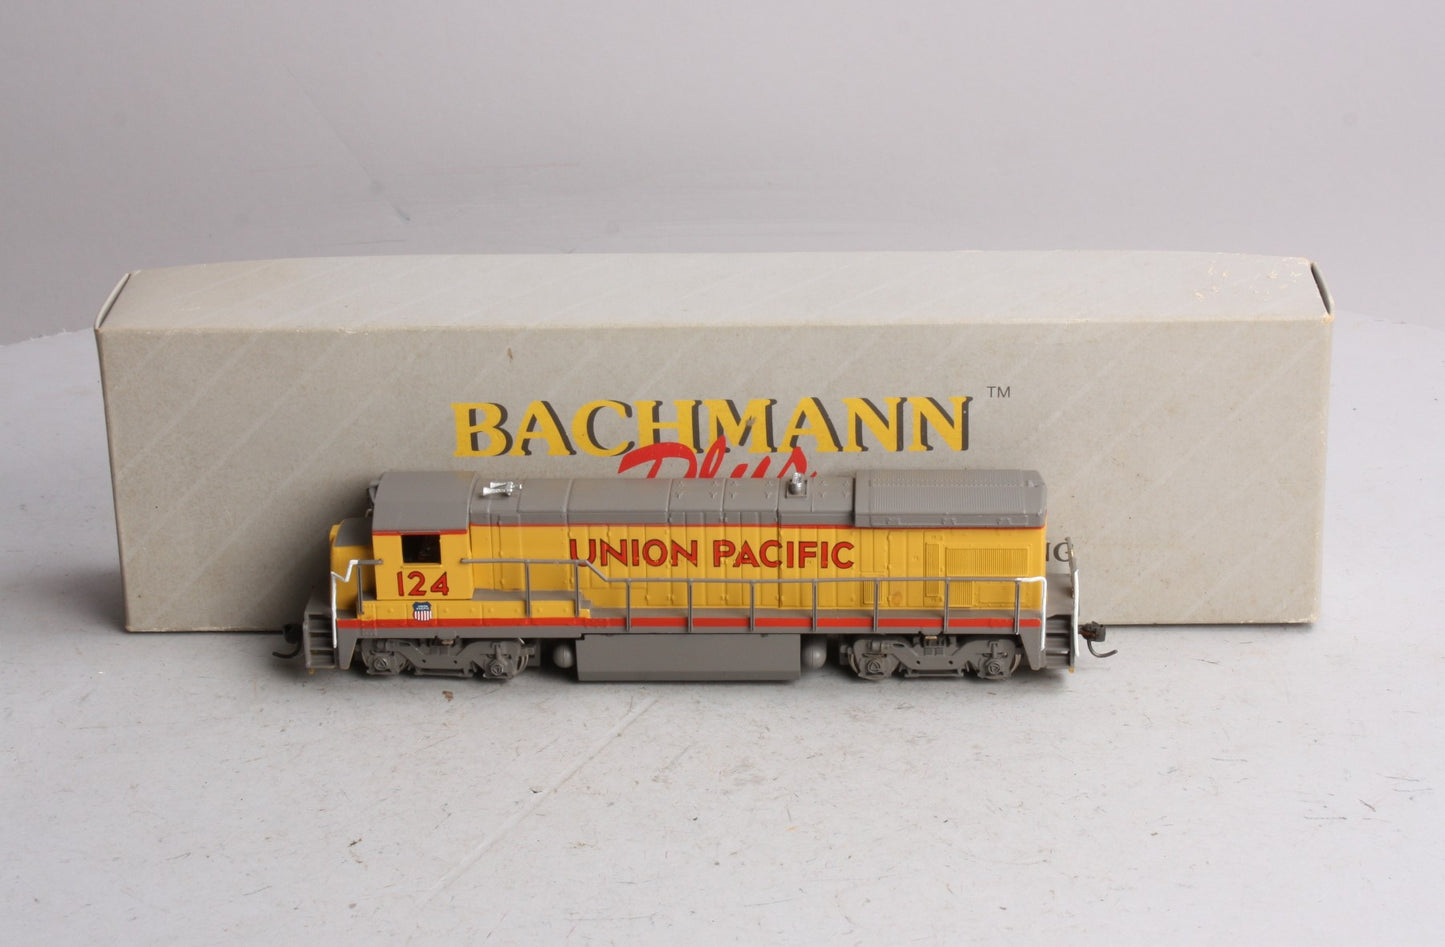 BACHMANN™
Plus
UNION PACIFIC
124